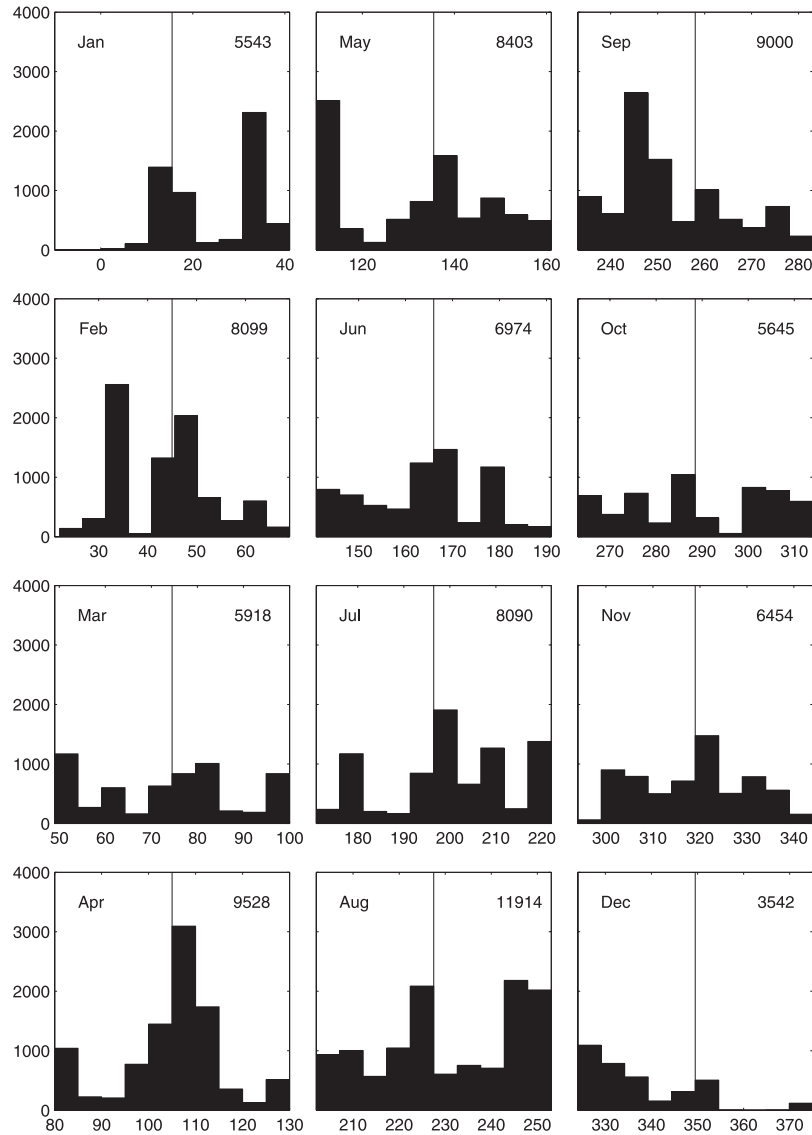 4000
Jan 5543 May 8403 Sep 9000
3000
2000
1000
0
0 20 40 120 140 160 240 250 260 270 280
4000
Feb 8099 Jun 6974 Oct 5645
3000
2000
1000
0
30 40 50 60 150 160 170 180 190 270 280 290 300 310
4000
Mar 5918 Jul 8090 Nov 6454
3000
2000
1000
0
50 60 70 80 90 100 180 190 200 210 220 300 310 320 330 340
4000
Apr 9528 Aug 11914 Dec 3542
3000
2000
1000
0
80 90 100 110 120 130 210 220 230 240 250 330 340 350 360 370